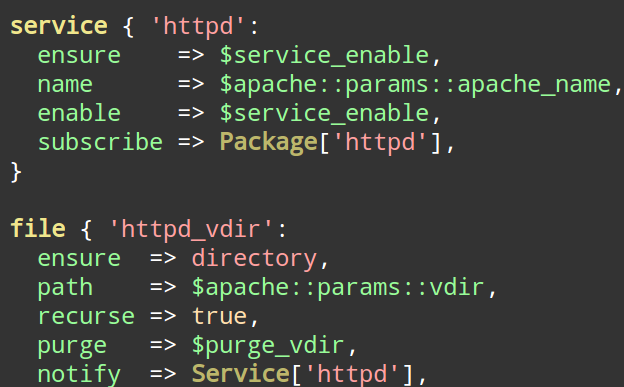 service { 'httpd':
  ensure    => $service_enable,
  name      => $apache::params::apache_name,
  enable    => $service_enable,
  subscribe => Package['httpd'],
}

file { 'httpd_vdir':
  ensure  => directory,
  path    => $apache::params::vdir,
  recurse => true,
  purge   => $purge_vdir,
  notify  => Service['httpd'],